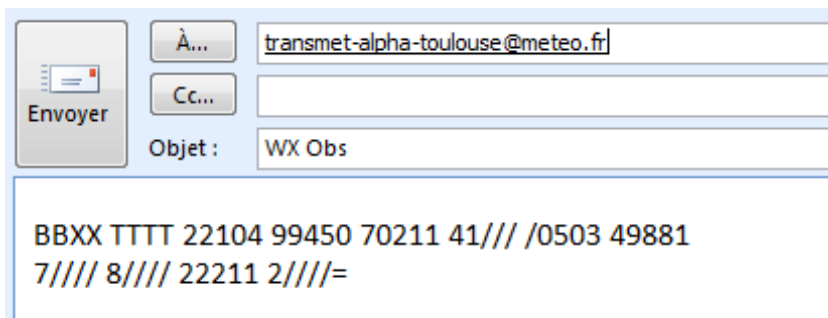 À...
transmet-alpha-toulouse@meteo.fr
Envoyer
Cc...
Objet :
WX Obs
BBXX TTTT 22104 99450 70211 41/// /0503 49881
7//// 8//// 22211 2////=